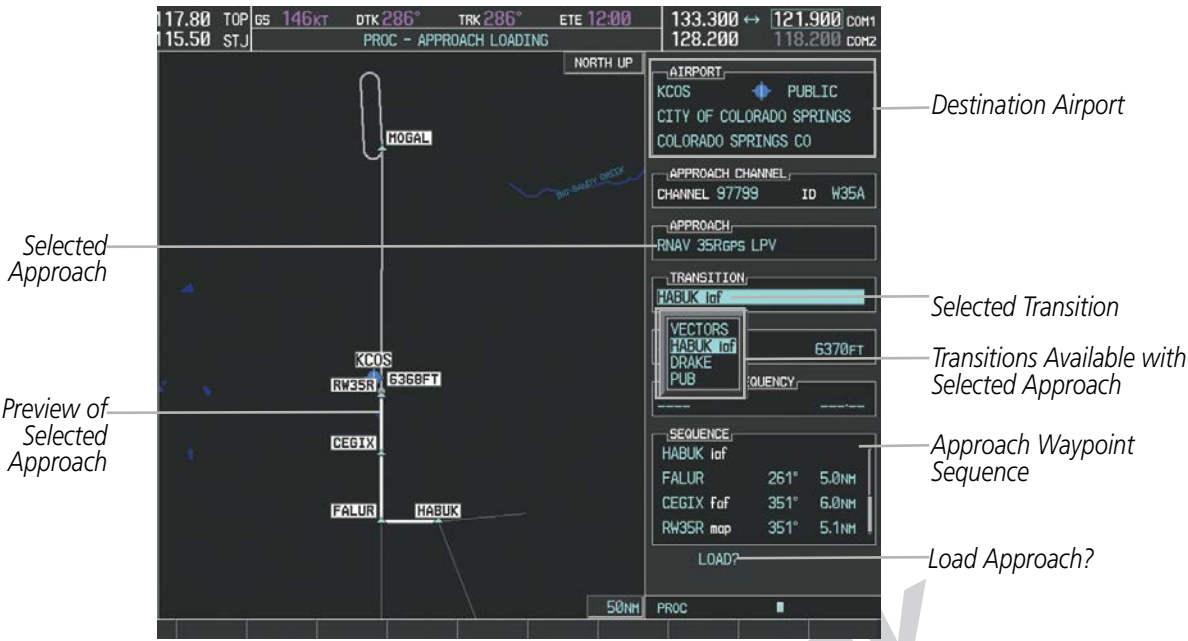 117.80 TOP GS 146KT DTK 286° TRK 286° ETE 12:00 133.300 ↔ 121.900 COM1
115.50 STJ PROC - APPROACH LOADING 128.200 118.200 COM2
NORTH UP
MOGAL
BIG SANDY CREEK
KCOS
RW35R 6368FT
CEGIX
FALUR HABUK
50NM
AIRPORT
KCOS PUBLIC
CITY OF COLORADO SPRINGS
COLORADO SPRINGS CO
APPROACH CHANNEL
CHANNEL 97799 ID W35A
APPROACH
RNAV 35RGPS LPV
TRANSITION
HABUK iaf
VECTORS
HABUK iaf
DRAKE
PUB
6370FT
EQUENCY
----
---.--
SEQUENCE
HABUK iaf
FALUR 261° 5.0NM
CEGIX faf 351° 6.0NM
RW35R map 351° 5.1NM
LOAD?
PROC
Selected
Approach
Preview of
Selected
Approach
Destination Airport
Selected Transition
Transitions Available with
Selected Approach
Approach Waypoint
Sequence
Load Approach?